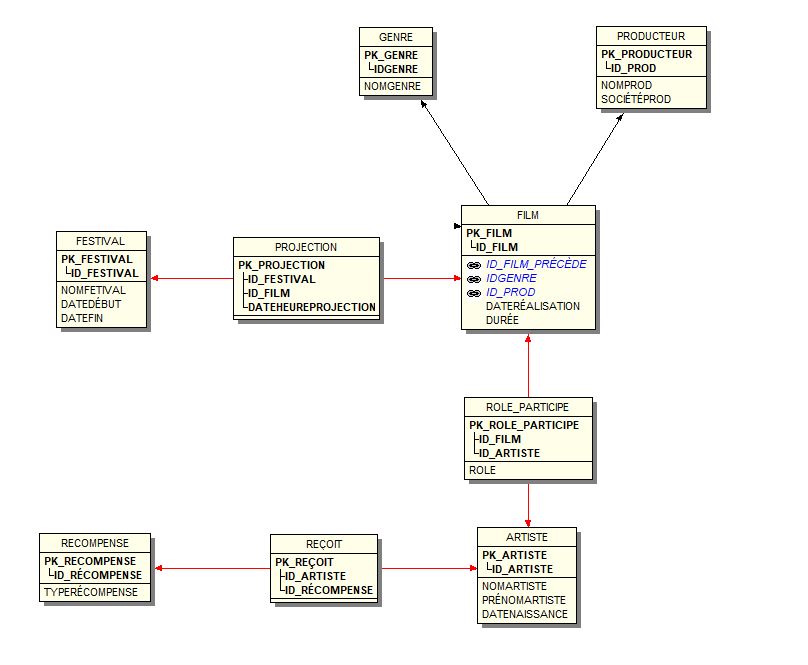 GENRE
PK_GENRE
IDGENRE
NOMGENRE
PRODUCTEUR
PK_PRODUCTEUR
ID_PROD
NOMPROD
SOCIÉTÉPROD
FILM
PK_FILM
ID_FILM
ID_FILM_PRÉCÈDE
IDGENRE
ID_PROD
DATERÉALISATION
DURÉE
FESTIVAL
PK_FESTIVAL
ID_FESTIVAL
NOMFETIVAL
DATEDÉBUT
DATEFIN
PROJECTION
PK_PROJECTION
ID_FESTIVAL
ID_FILM
DATEHEUREPROJECTION
ROLE_PARTICIPE
PK_ROLE_PARTICIPE
ID_FILM
ID_ARTISTE
ROLE
RECOMPENSE
PK_RECOMPENSE
ID_RÉCOMPENSE
TYPERÉCOMPENSE
REÇOIT
PK_REÇOIT
ID_ARTISTE
ID_RÉCOMPENSE
ARTISTE
PK_ARTISTE
ID_ARTISTE
NOMARTISTE
PRÉNOMARTISTE
DATENAISSANCE